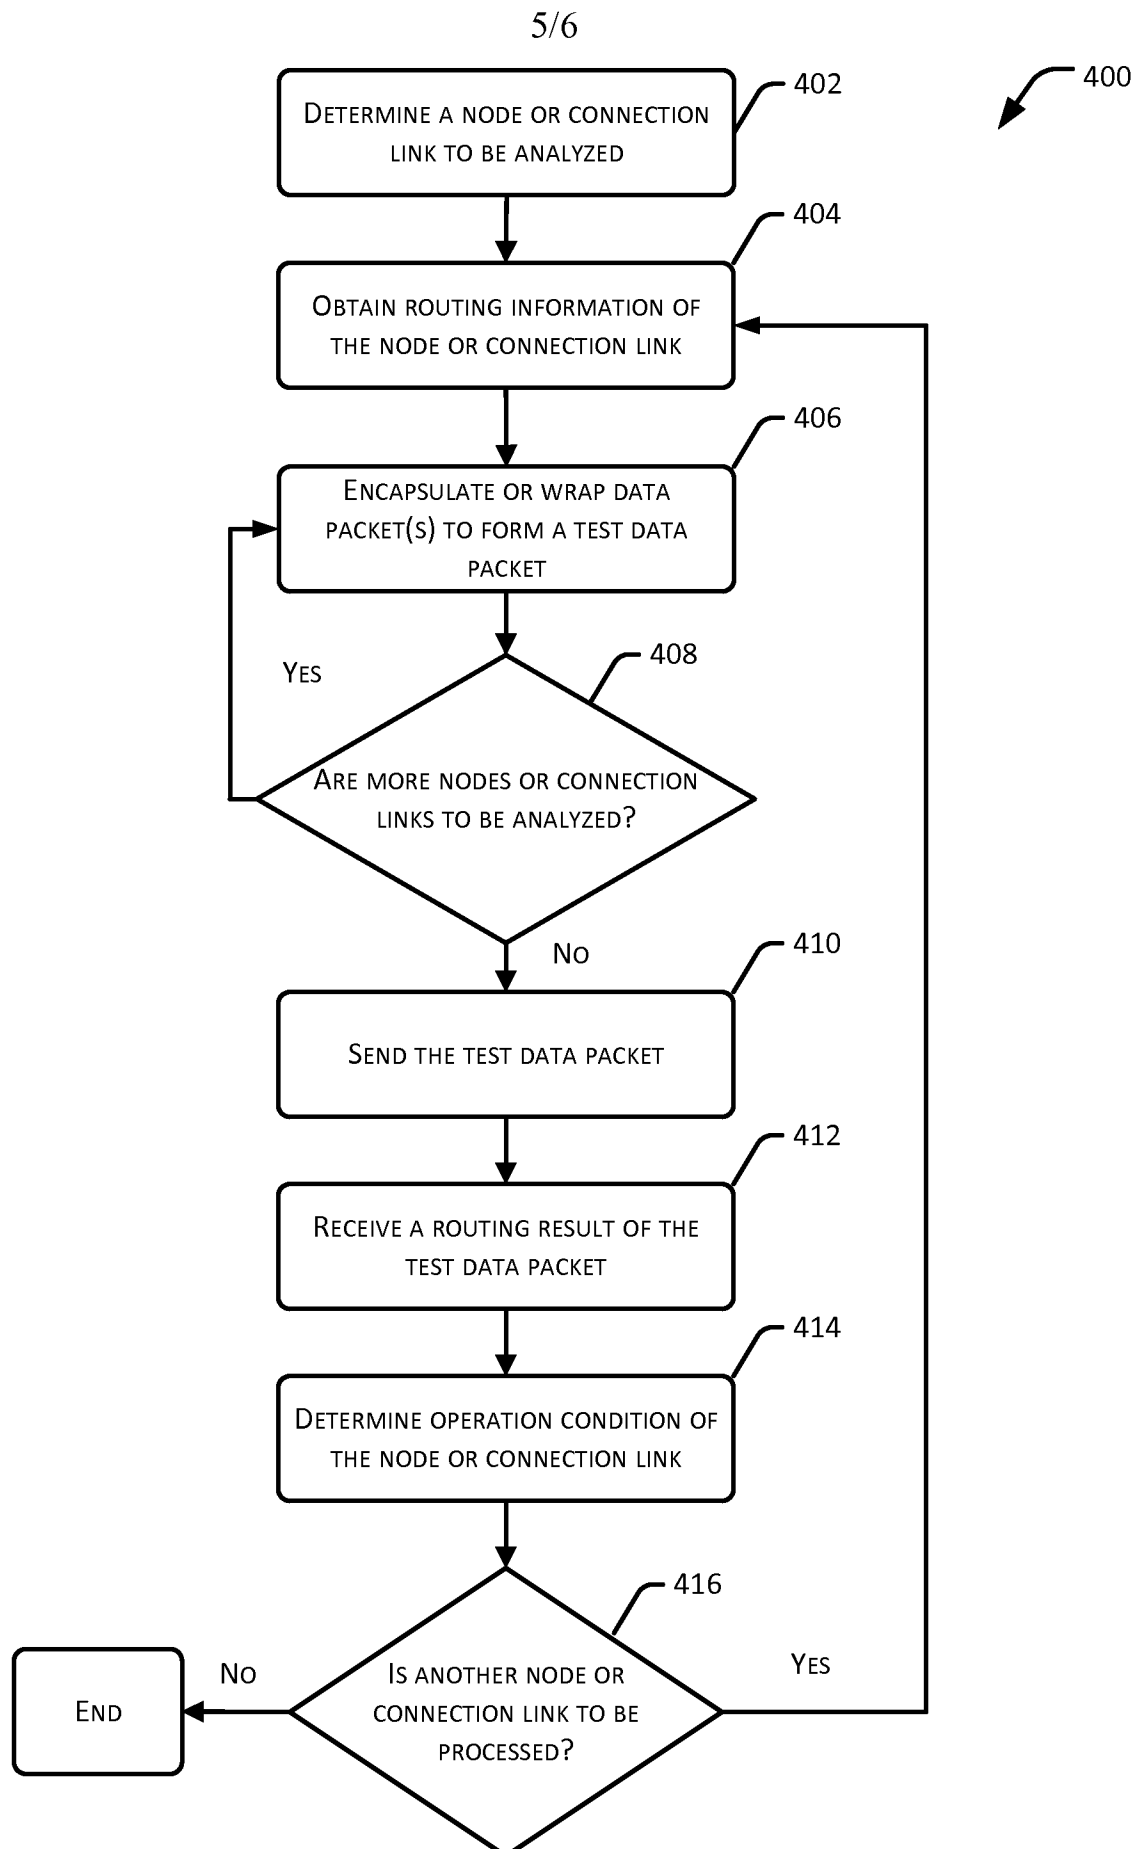 5/6
400
402
DETERMINE A NODE OR CONNECTION
LINK TO BE ANALYZED
404
OBTAIN ROUTING INFORMATION OF
THE NODE OR CONNECTION LINK
406
ENCAPSULATE OR WRAP DATA
PACKET(S) TO FORM A TEST DATA
PACKET
408
YES
ARE MORE NODES OR CONNECTION
LINKS TO BE ANALYZED?
NO
410
SEND THE TEST DATA PACKET
412
RECEIVE A ROUTING RESULT OF THE
TEST DATA PACKET
414
DETERMINE OPERATION CONDITION OF
THE NODE OR CONNECTION LINK
416
IS ANOTHER NODE OR
CONNECTION LINK TO BE
PROCESSED?
YES
NO
END